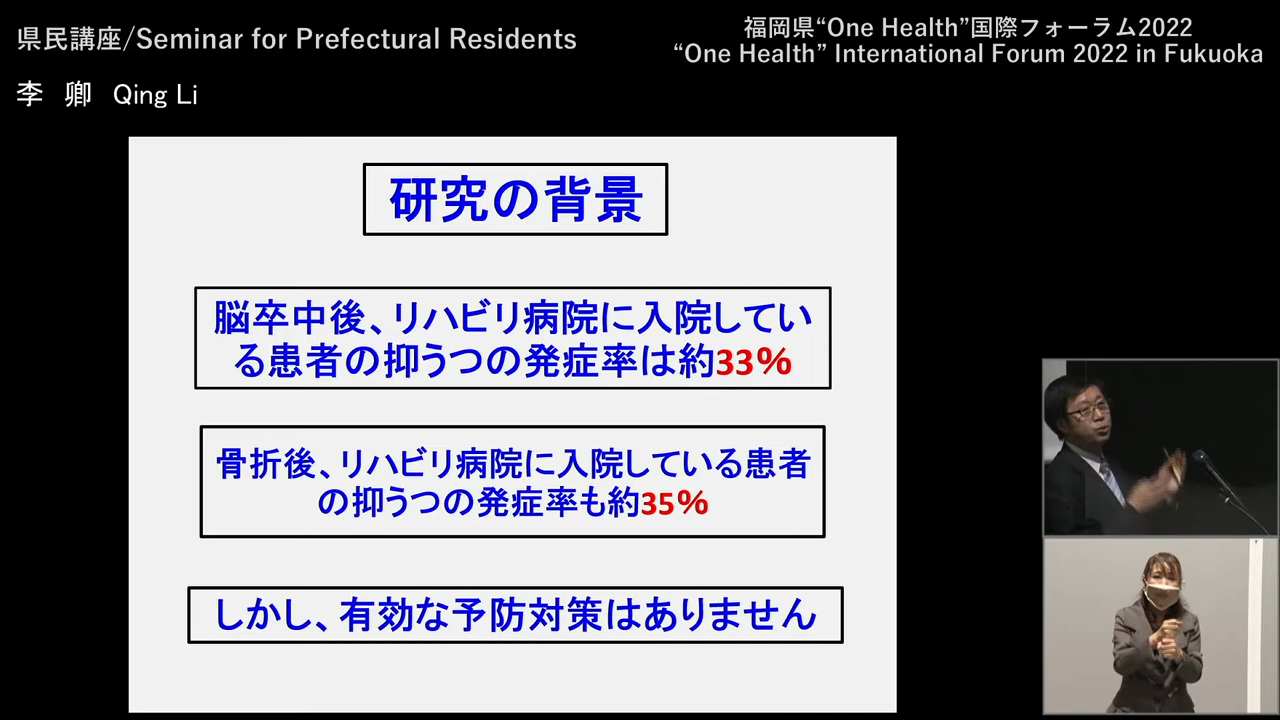 県民講座/Seminar for Prefectural Residents
福岡県“One Health”国際フォーラム2022
“One Health” International Forum 2022 in Fukuoka
李 卿 Qing Li
研究の背景
脳卒中後、リハビリ病院に入院してい
る患者の抑うつの発症率は約33%
骨折後、リハビリ病院に入院している患者
の抑うつの発症率も約35%
しかし、有効な予防対策はありません